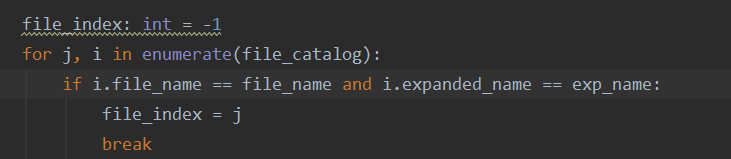 file_index: int = -1
for j, i in enumerate(file_catalog):
    if i.file_name == file_name and i.expanded_name == exp_name:
        file_index = j
        break